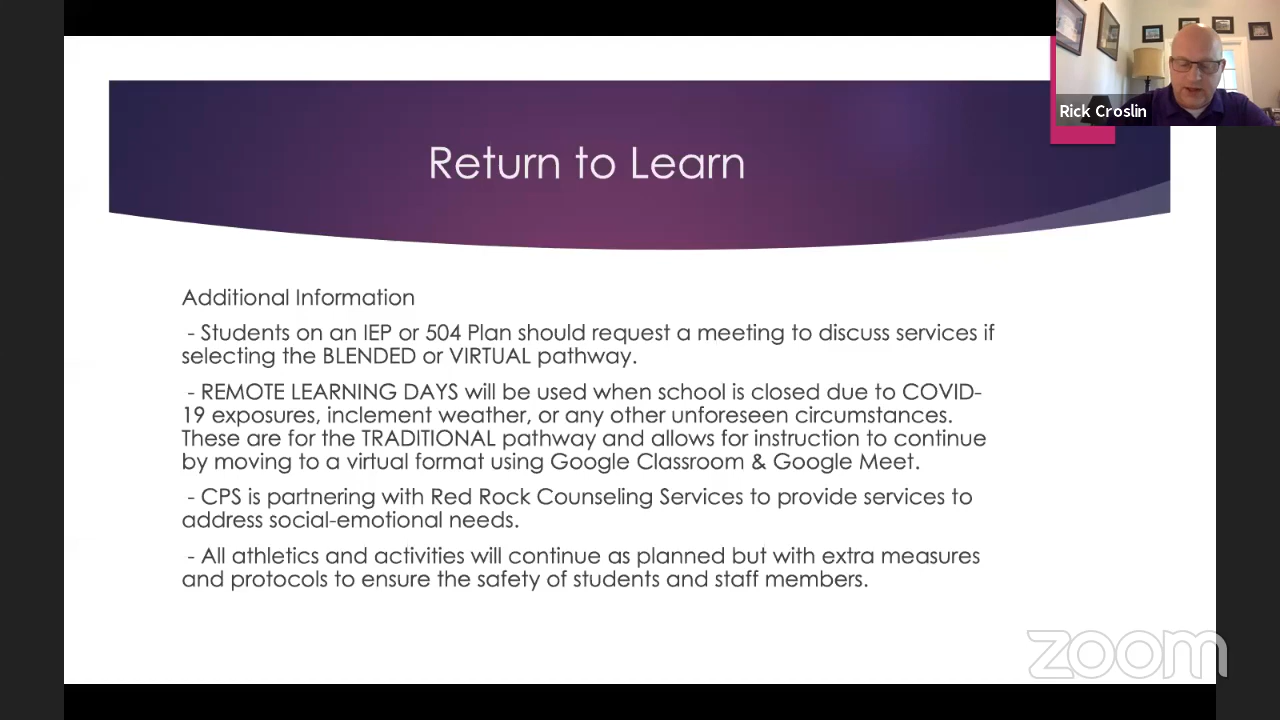 Rick Croslin
Return to Learn
Additional Information
- Students on an IEP or 504 Plan should request a meeting to discuss services if
selecting the BLENDED or VIRTUAL pathway.
- REMOTE LEARNING DAYS will be used when school is closed due to COVID-
19 exposures, inclement weather, or any other unforeseen circumstances.
These are for the TRADITIONAL pathway and allows for instruction to continue
by moving to a virtual format using Google Classroom & Google Meet.
- CPS is partnering with Red Rock Counseling Services to provide services to
address social-emotional needs.
- All athletics and activities will continue as planned but with extra measures
and protocols to ensure the safety of students and staff members.
zoom